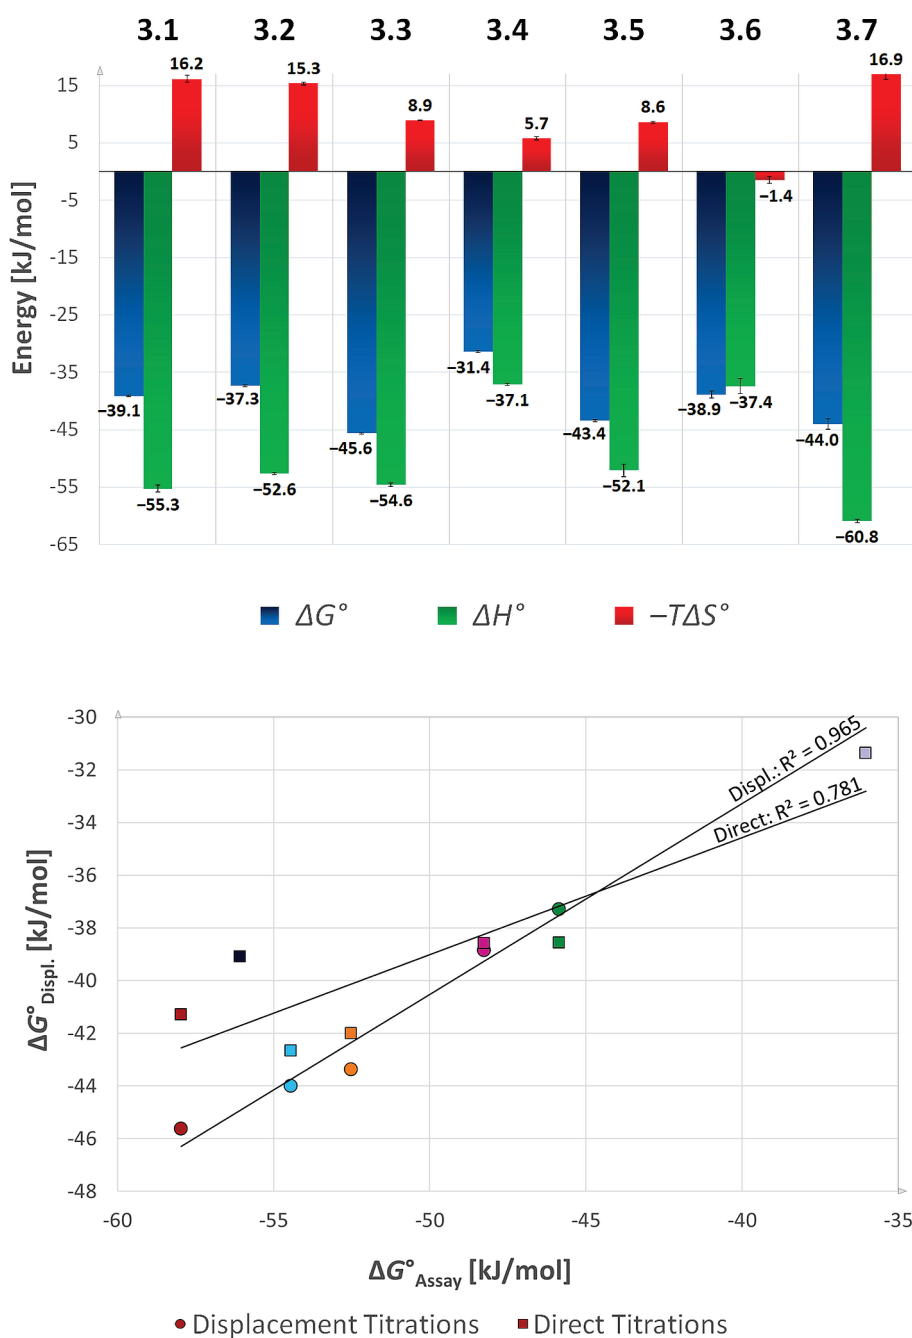 3.1 3.2 3.3 3.4 3.5 3.6 3.7
Energy [kJ/mol]
15
5
-5
-15
-25
-35
-45
-55
-65
16.2 15.3 8.9 5.7 8.6 −1.4 16.9
−39.1 −37.3 −45.6 −31.4 −43.4 −38.9 −44.0
−55.3 −52.6 −54.6 −37.1 −52.1 −37.4 −60.8
ΔG° ΔH° −TΔS°
ΔG°Displ. [kJ/mol]
-30
-32
-34
-36
-38
-40
-42
-44
-46
-48
Displ.: R² = 0.965
Direct: R² = 0.781
-60 -55 -50 -45 -40 -35
ΔG°Assay [kJ/mol]
Displacement Titrations Direct Titrations